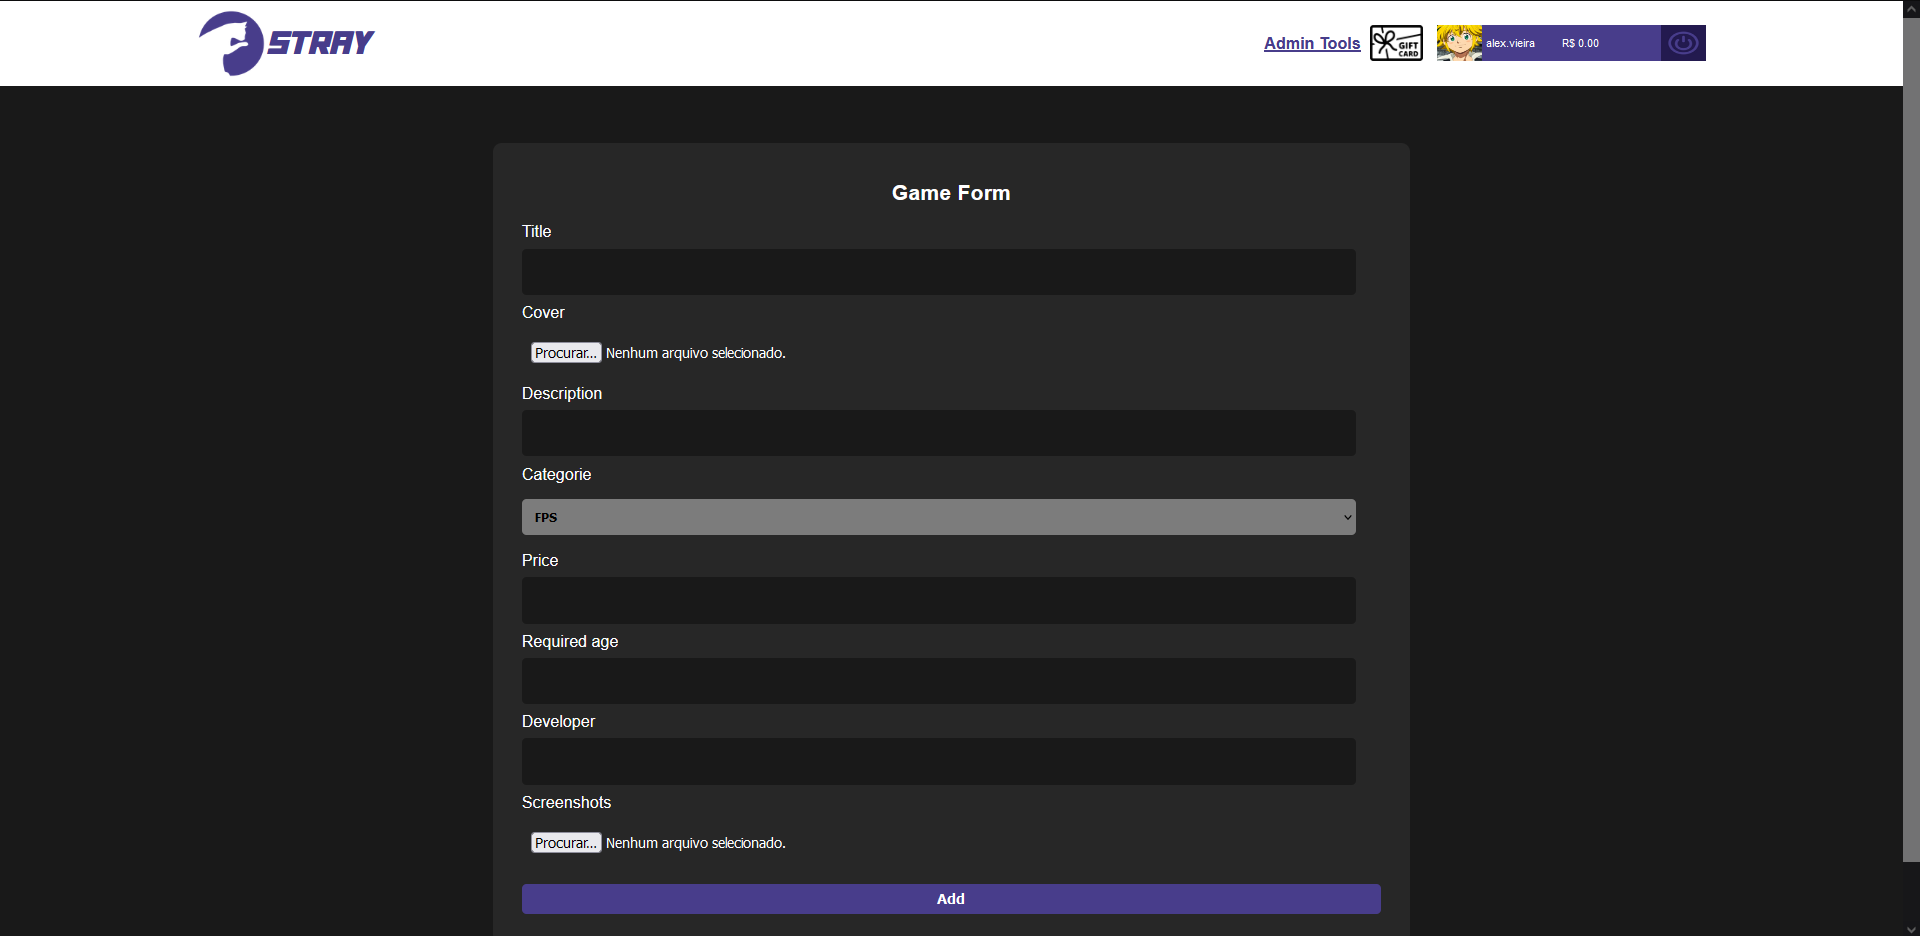 STRAY
Admin Tools
GIFT
CARD
alex.vieira R$ 0.00
Game Form
Title
Cover
Procurar... Nenhum arquivo selecionado.
Description
Categorie
FPS
Price
Required age
Developer
Screenshots
Procurar... Nenhum arquivo selecionado.
Add